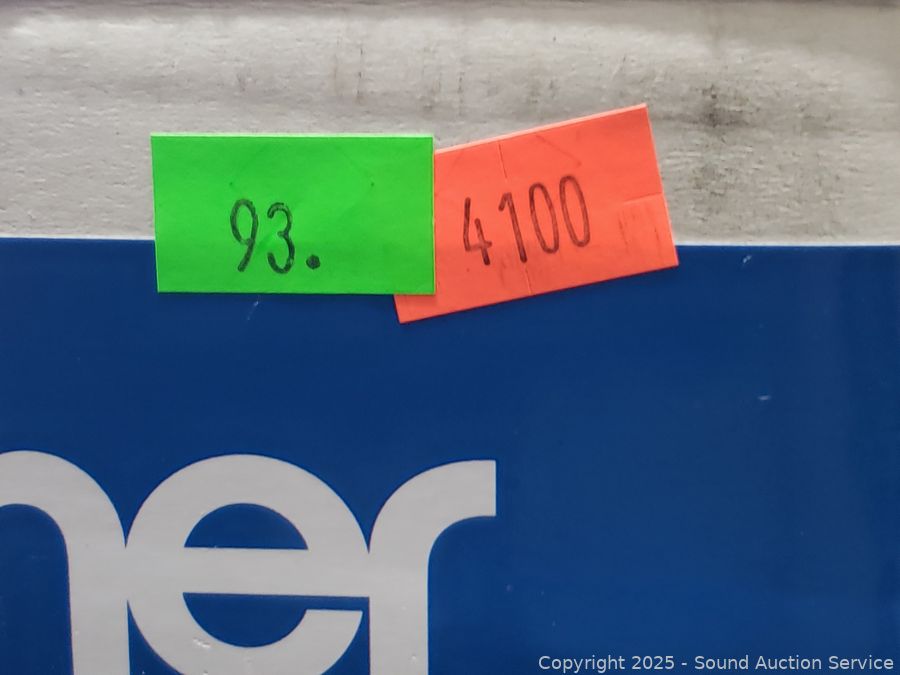 93.
4100
ner
Copyright 2025 - Sound Auction Service